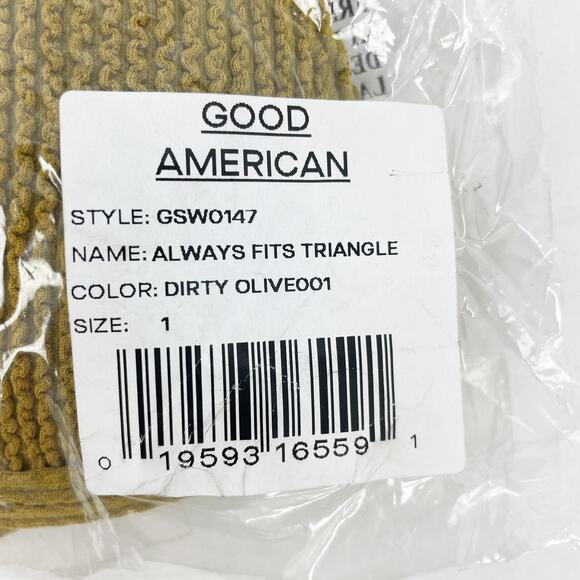 GOOD
AMERICAN
STYLE: GSW0147
NAME: ALWAYS FITS TRIANGLE
COLOR: DIRTY OLIVE001
SIZE: 1
0 19593 16559 1